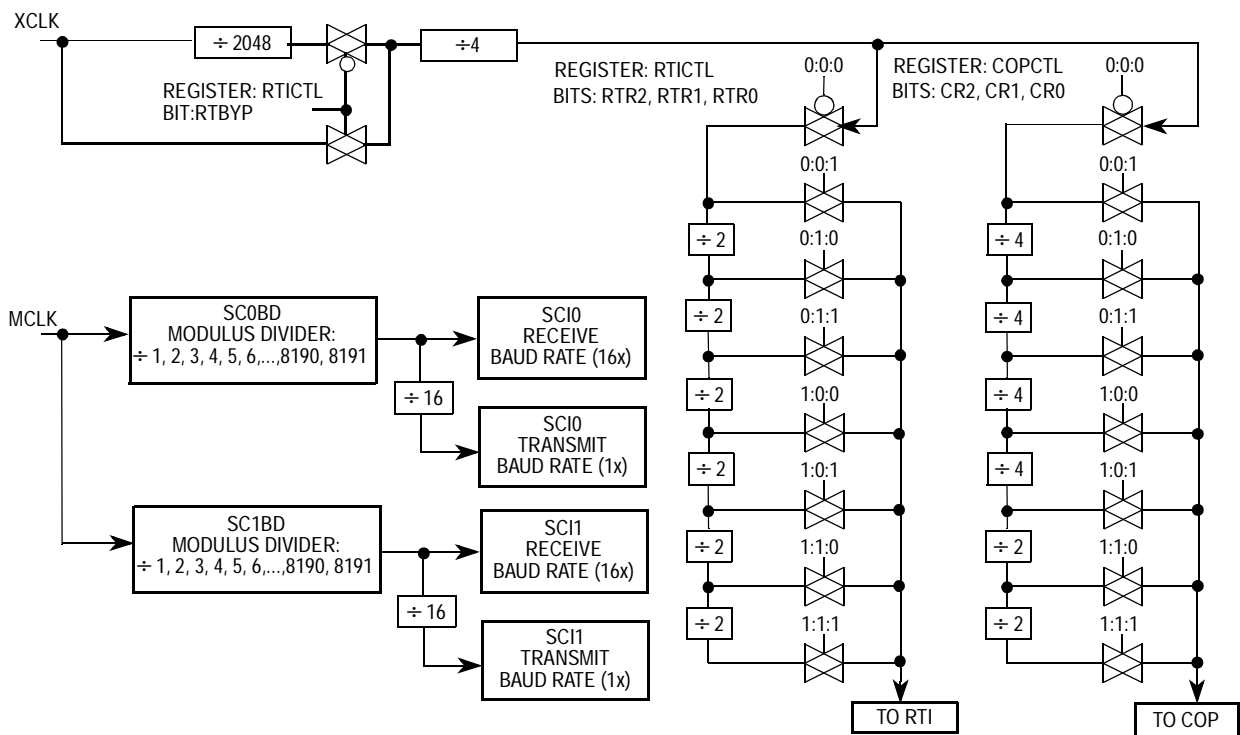 XCLK
÷ 2048
÷4
REGISTER: RTICTL
BIT:RTBYP
REGISTER: RTICTL
BITS: RTR2, RTR1, RTR0
0:0:0
REGISTER: COPCTL
BITS: CR2, CR1, CR0
0:0:0
MCLK
SC0BD
MODULUS DIVIDER:
÷ 1, 2, 3, 4, 5, 6,...,8190, 8191
SCI0
RECEIVE
BAUD RATE (16x)
÷ 16
SCI0
TRANSMIT
BAUD RATE (1x)
SC1BD
MODULUS DIVIDER:
÷ 1, 2, 3, 4, 5, 6,...,8190, 8191
SCI1
RECEIVE
BAUD RATE (16x)
÷ 16
SCI1
TRANSMIT
BAUD RATE (1x)
0:0:1
÷ 2
0:1:0
÷ 2
0:1:1
÷ 2
1:0:0
÷ 2
1:0:1
÷ 2
1:1:0
÷ 2
1:1:1
TO RTI
0:0:1
÷ 4
0:1:0
÷ 4
0:1:1
÷ 4
1:0:0
÷ 4
1:0:1
÷ 2
1:1:0
÷ 2
1:1:1
TO COP